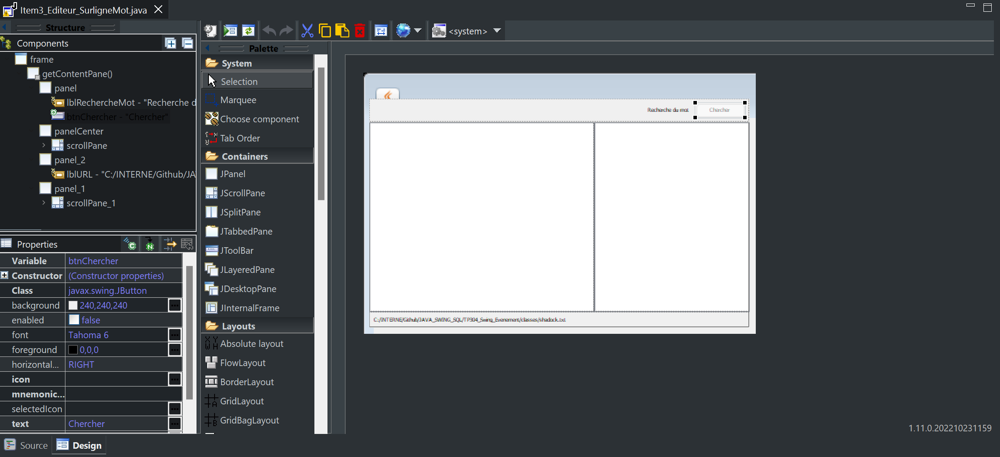 Item3_Editeur_SurligneMot.java
Structure
Components
frame
getContentPane()
panel
lblRechercheMot - "Recherche d
btnChercher - "Chercher"
panelCenter
scrollPane
panel_2
lblURL - "C:/INTERNE/Github/JA
panel_1
scrollPane_1
Properties
Variable btnChercher
Constructor (Constructor properties)
Class javax.swing.JButton
background 240,240,240
enabled false
font Tahoma 6
foreground 0,0,0
horizontal... RIGHT
icon
mnemonic...
selectedIcon
text Chercher
Source
Design
<system>
Palette
System
Selection
Marquee
Choose component
Tab Order
Containers
JPanel
JScrollPane
JSplitPane
JTabbedPane
JToolBar
JLayeredPane
JDesktopPane
JInternalFrame
Layouts
Absolute layout
FlowLayout
BorderLayout
GridLayout
GridBagLayout
Recherche du mot
Chercher
C:/INTERNE/Github/JAVA_SWING_SQL/TP304_Swing_Evenement/classes/shadock.txt
1.11.0.202210231159